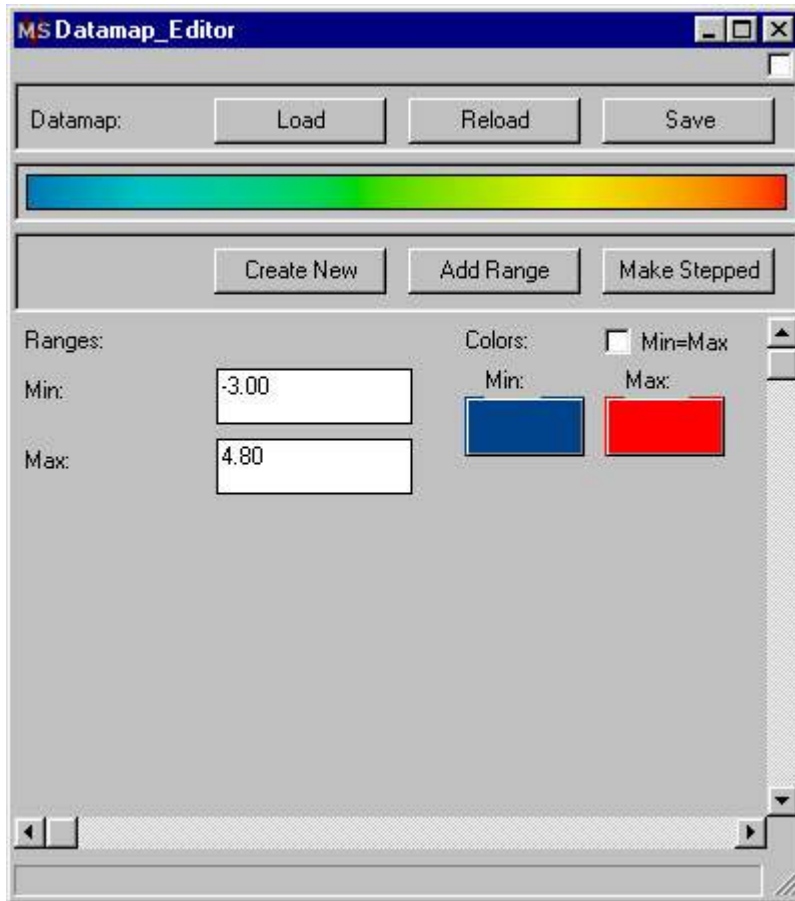 MS Datamap_Editor
Datamap: Load Reload Save
Create New Add Range Make Stepped
Ranges: Colors: Min=Max
Min: -3.00 Min: Max:
Max: 4.80